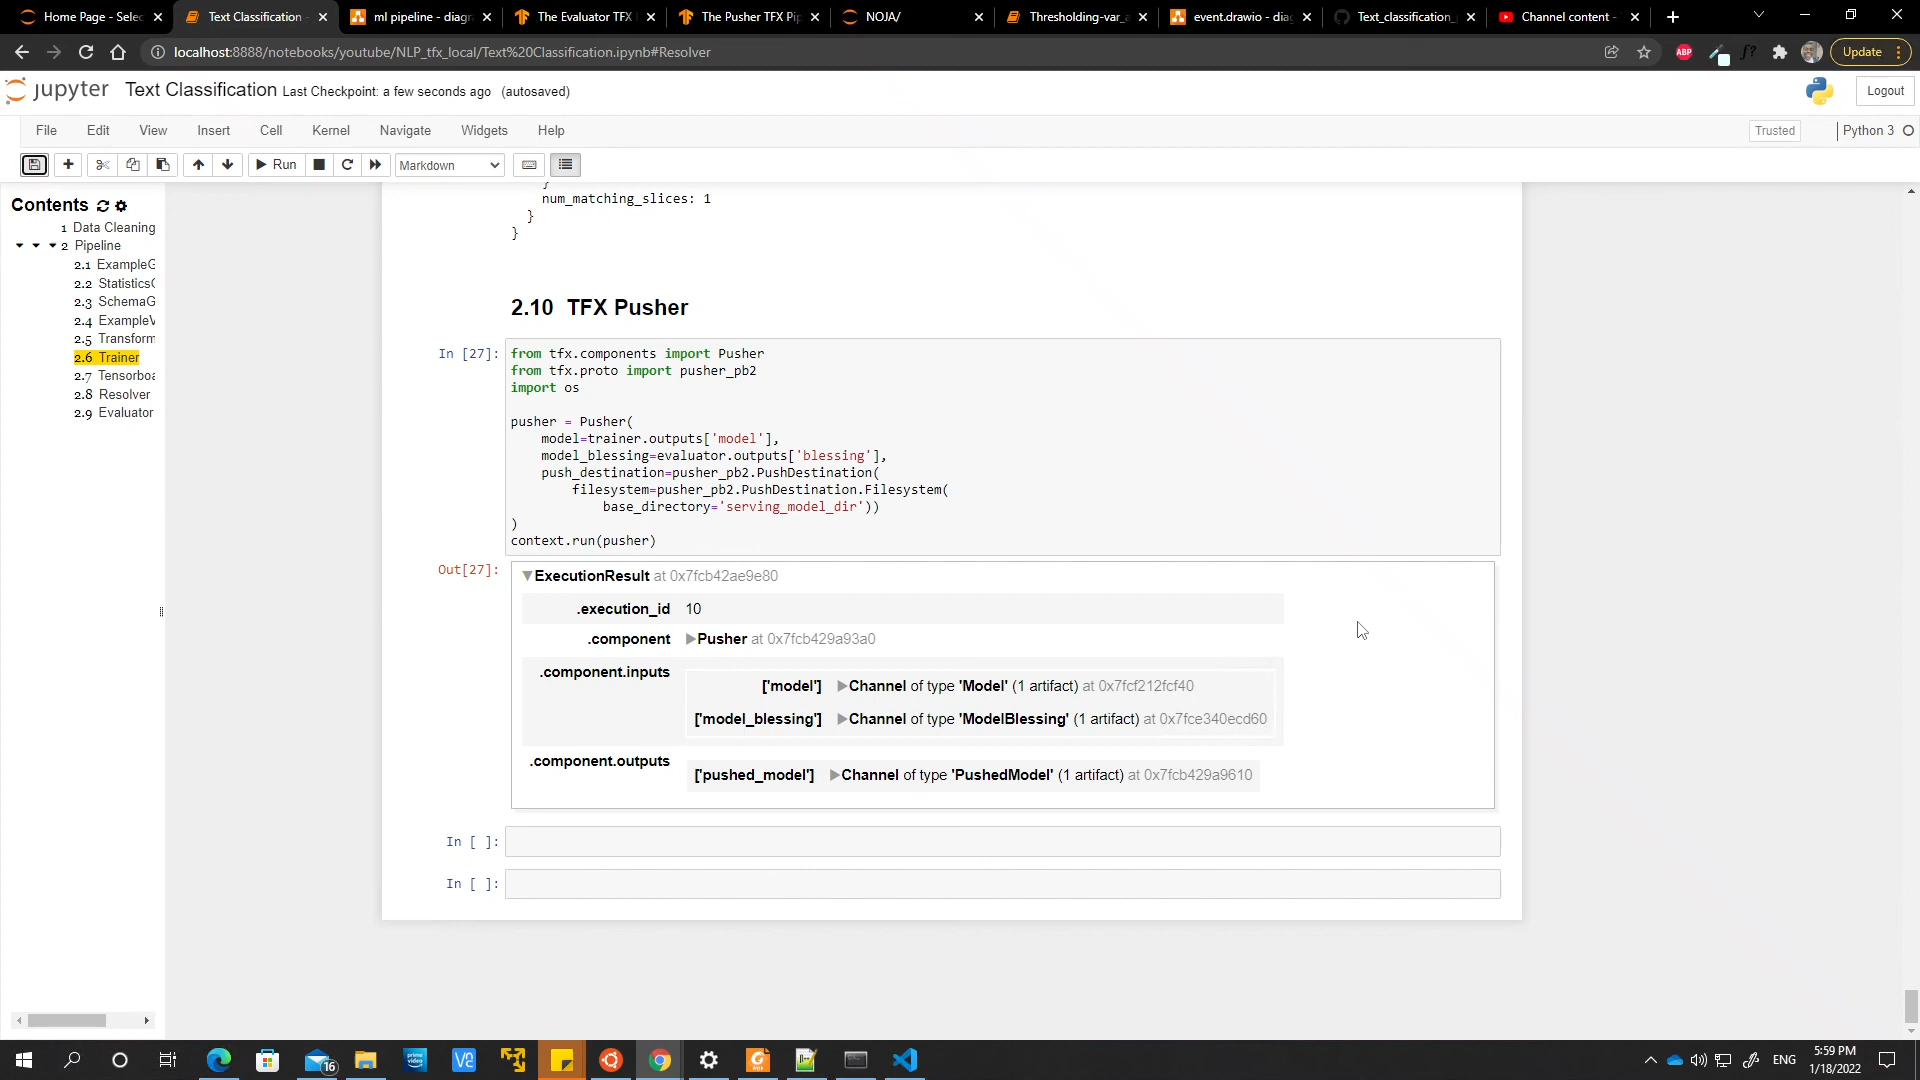 Home Page - Selec
Text Classification -
ml pipeline - diagra
The Evaluator TFX
The Pusher TFX Pip
NOJA/
Thresholding-var_a
event.drawio - dia
Text_classification_
Channel content -
localhost:8888/notebooks/youtube/NLP_tfx_local/Text%20Classification.ipynb#Resolver
ABP
Update
jupyter Text Classification Last Checkpoint: a few seconds ago (autosaved)
Logout
File Edit View Insert Cell Kernel Navigate Widgets Help
Trusted
Python 3
Run
Markdown
Contents
1 Data Cleaning
2 Pipeline
2.1 ExampleG
2.2 StatisticsG
2.3 SchemaG
2.4 ExampleV
2.5 Transform
2.6 Trainer
2.7 Tensorboa
2.8 Resolver
2.9 Evaluator
}
num_matching_slices: 1
}
}
2.10 TFX Pusher
In [27]:
from tfx.components import Pusher
from tfx.proto import pusher_pb2
import os
pusher = Pusher(
model=trainer.outputs['model'],
model_blessing=evaluator.outputs['blessing'],
push_destination=pusher_pb2.PushDestination(
filesystem=pusher_pb2.PushDestination.Filesystem(
base_directory='serving_model_dir'))
)
context.run(pusher)
Out[27]:
▼ExecutionResult at 0x7fcb42ae9e80
.execution_id 10
.component ▶Pusher at 0x7fcb429a93a0
.component.inputs
['model'] ▶Channel of type 'Model' (1 artifact) at 0x7fcf212fcf40
['model_blessing'] ▶Channel of type 'ModelBlessing' (1 artifact) at 0x7fce340ecd60
.component.outputs
['pushed_model'] ▶Channel of type 'PushedModel' (1 artifact) at 0x7fcb429a9610
In [ ]:
In [ ]:
16
prime video
ENG
5:59 PM
1/18/2022